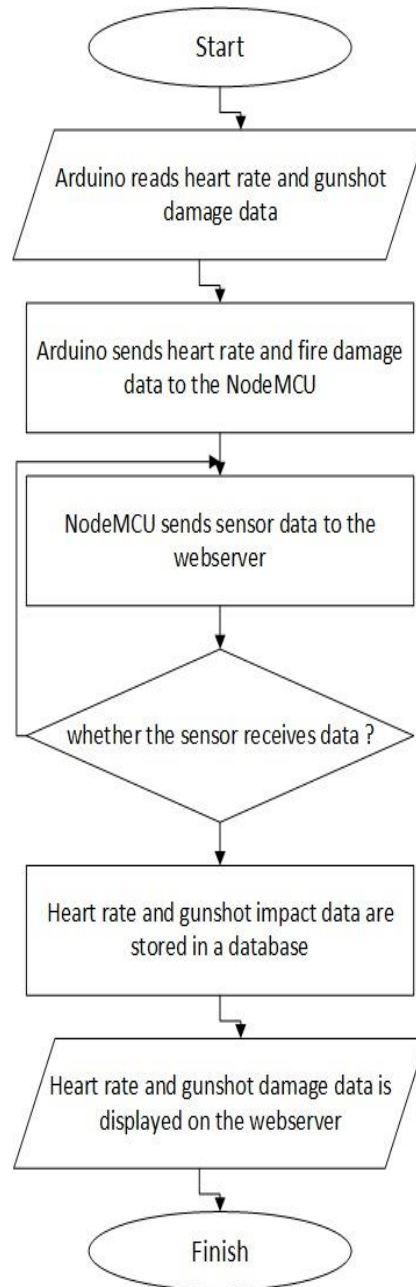 Start
Arduino reads heart rate and gunshot
damage data
Arduino sends heart rate and fire damage
data to the NodeMCU
NodeMCU sends sensor data to the
webserver
whether the sensor receives data ?
Heart rate and gunshot impact data are
stored in a database
Heart rate and gunshot damage data is
displayed on the webserver
Finish